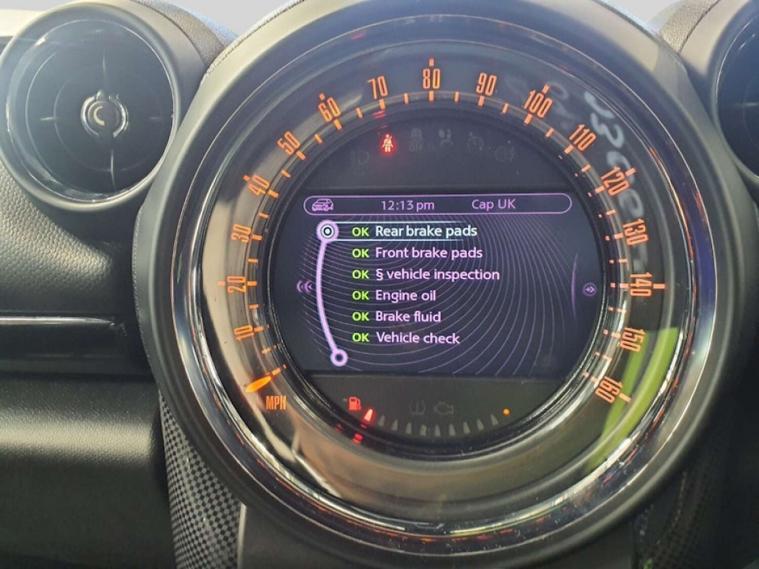 80
70
90
60
100
50
110
40
120
30
130
20
140
10
150
160
MPH
12:13 pm Cap UK
OK Rear brake pads
OK Front brake pads
OK § vehicle inspection
OK Engine oil
OK Brake fluid
OK Vehicle check